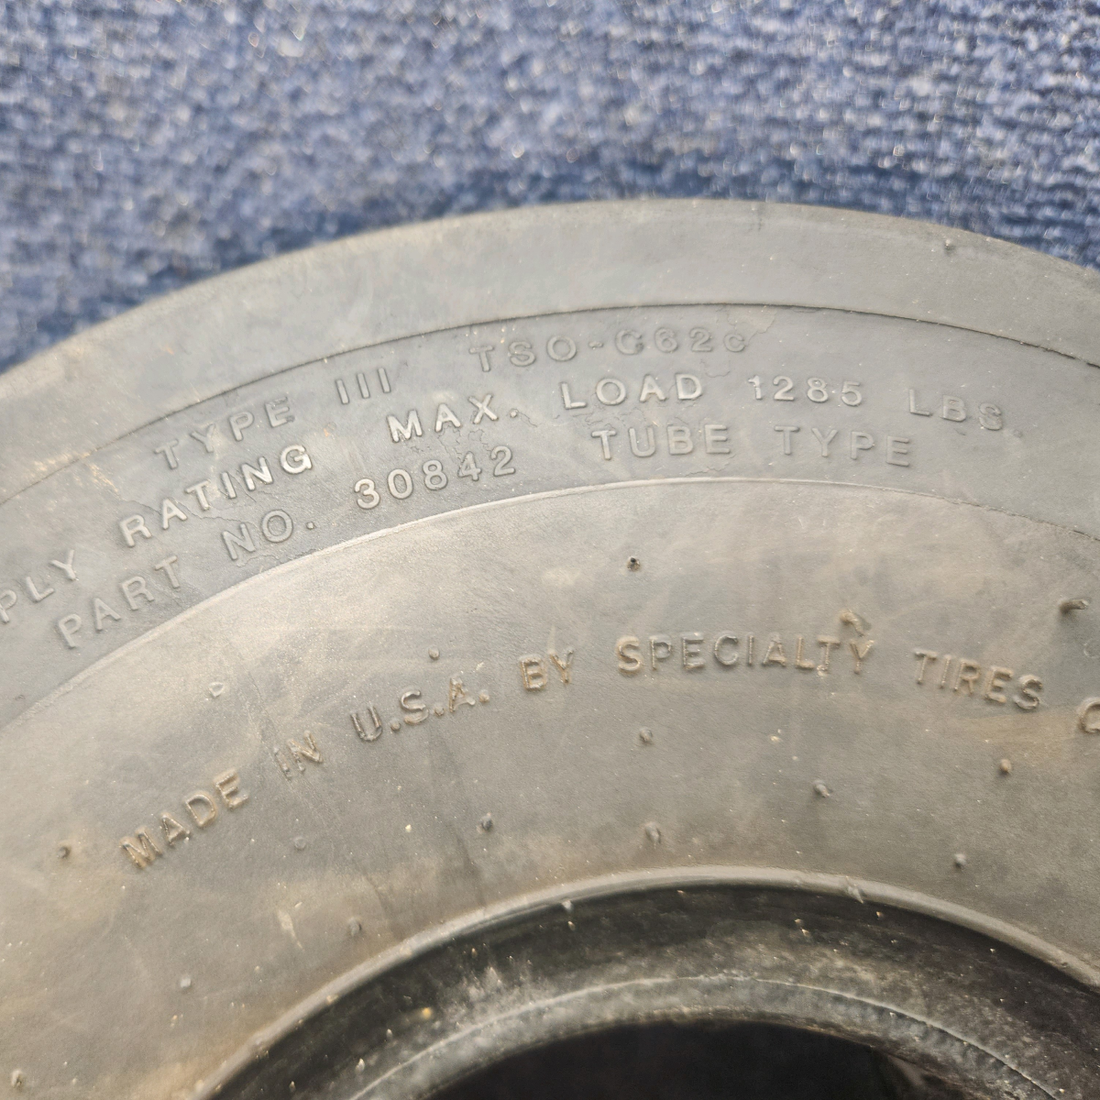 TYPE III TSO-C62c
PLY RATING MAX. LOAD 1285 LBS.
PART NO. 30842 TUBE TYPE
MADE IN U.S.A. BY SPECIALTY TIRES